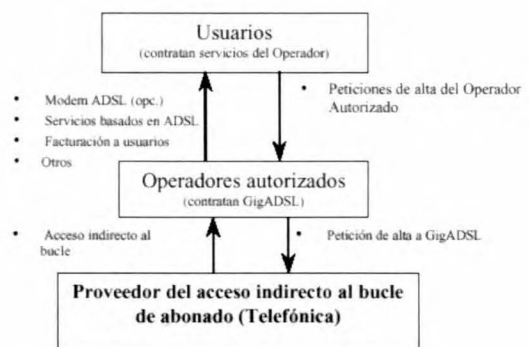 Usuarios
(contratan servicios del Operador)
• Modem ADSL (opc.)
• Servicios basados en ADSL
• Facturación a usuarios
• Otros
• Peticiones de alta del Operador
Autorizado
Operadores autorizados
(contratan GigADSL)
• Acceso indirecto al
bucle
• Petición de alta a GigADSL
Proveedor del acceso indirecto al bucle
de abonado (Telefónica)